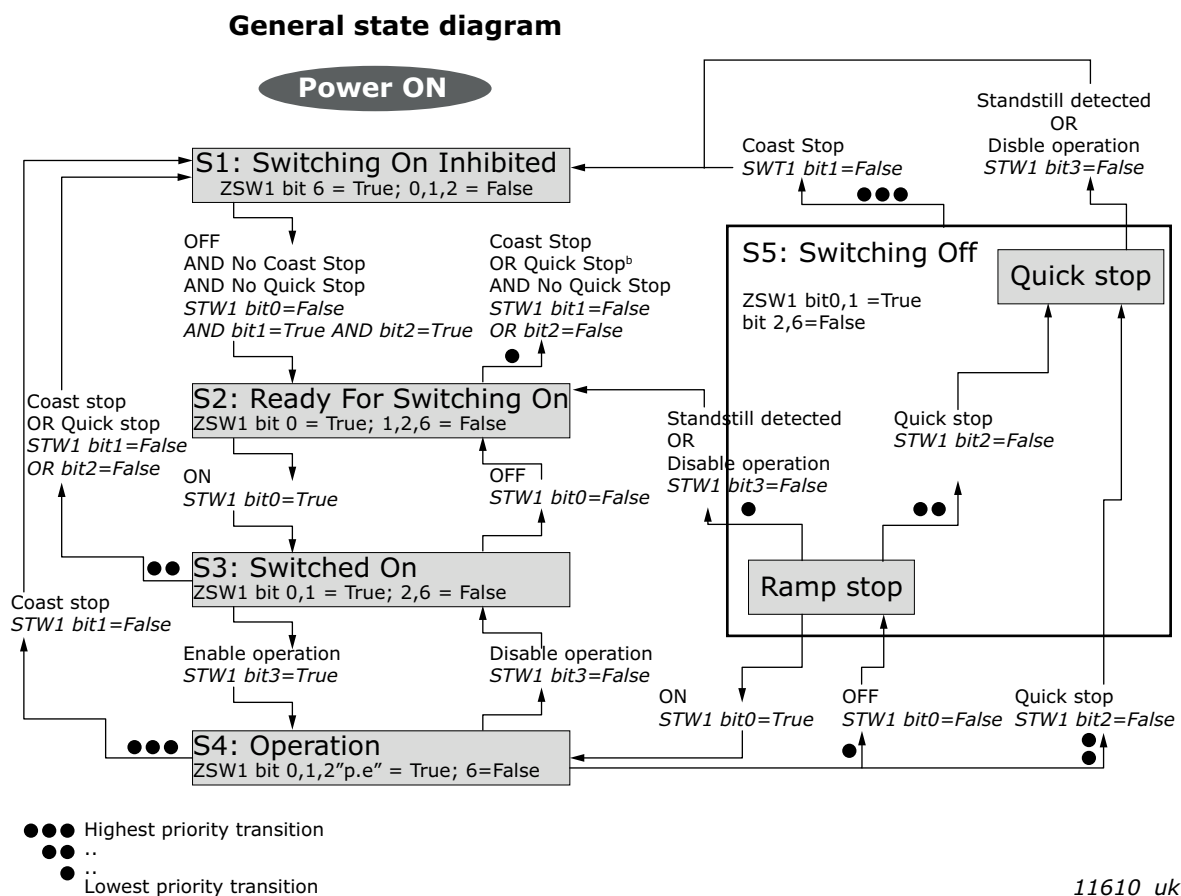 General state diagram
Power ON
Standstill detected
OR
Disble operation
STW1 bit3=False
Coast Stop
SWT1 bit1=False
S1: Switching On Inhibited
ZSW1 bit 6 = True; 0,1,2 = False
OFF
AND No Coast Stop
AND No Quick Stop
STW1 bit0=False
AND bit1=True AND bit2=True
Coast Stop
OR Quick Stopᵇ
AND No Quick Stop
STW1 bit1=False
OR bit2=False
S5: Switching Off
ZSW1 bit0,1 =True
bit 2,6=False
Quick stop
S2: Ready For Switching On
ZSW1 bit 0 = True; 1,2,6 = False
Coast stop
OR Quick stop
STW1 bit1=False
OR bit2=False
Standstill detected
OR
Disable operation
STW1 bit3=False
Quick stop
STW1 bit2=False
ON
STW1 bit0=True
OFF
STW1 bit0=False
S3: Switched On
ZSW1 bit 0,1 = True; 2,6 = False
Ramp stop
Coast stop
STW1 bit1=False
Enable operation
STW1 bit3=True
Disable operation
STW1 bit3=False
ON
STW1 bit0=True
OFF
STW1 bit0=False
Quick stop
STW1 bit2=False
S4: Operation
ZSW1 bit 0,1,2”p.e” = True; 6=False
Highest priority transition
..
..
Lowest priority transition
11610_uk